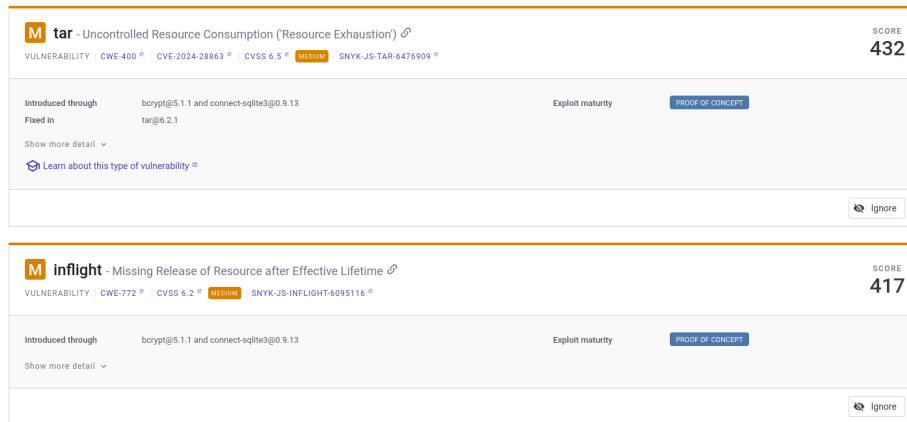 M tar - Uncontrolled Resource Consumption ('Resource Exhaustion')
SCORE
432
VULNERABILITY | CWE-400 | CVE-2024-28863 | CVSS 6.5 MEDIUM SNYK-JS-TAR-6476909
Introduced through bcrypt@5.1.1 and connect-sqlite3@0.9.13 Exploit maturity PROOF OF CONCEPT
Fixed in tar@6.2.1
Show more detail
Learn about this type of vulnerability
Ignore
M inflight - Missing Release of Resource after Effective Lifetime
SCORE
417
VULNERABILITY | CWE-772 | CVSS 6.2 MEDIUM SNYK-JS-INFLIGHT-6095116
Introduced through bcrypt@5.1.1 and connect-sqlite3@0.9.13 Exploit maturity PROOF OF CONCEPT
Show more detail
Ignore